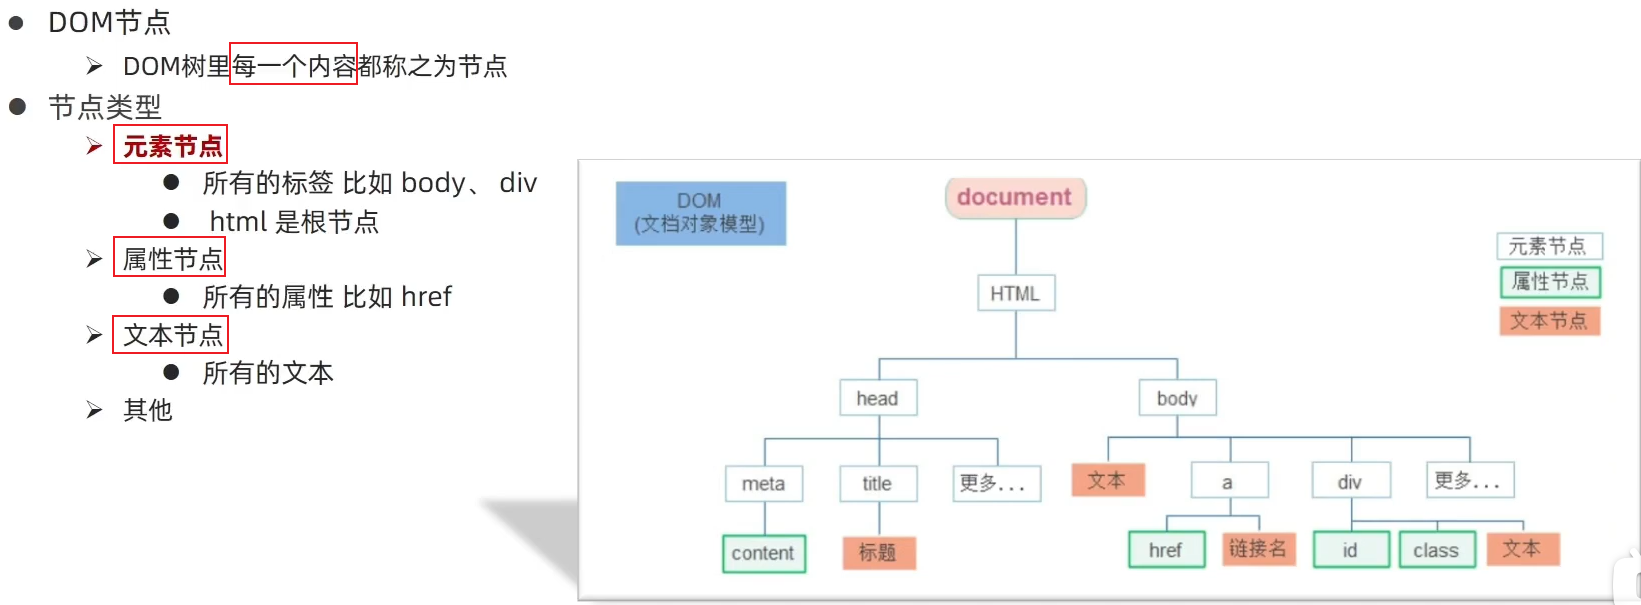 DOM节点
DOM树里每一个内容都称之为节点
节点类型
元素节点
所有的标签 比如 body、 div
html 是根节点
属性节点
所有的属性 比如 href
文本节点
所有的文本
其他
DOM
(文档对象模型)
document
元素节点
属性节点
文本节点
HTML
head
body
meta
title
更多...
文本
a
div
更多...
content
标题
href
链接名
id
class
文本